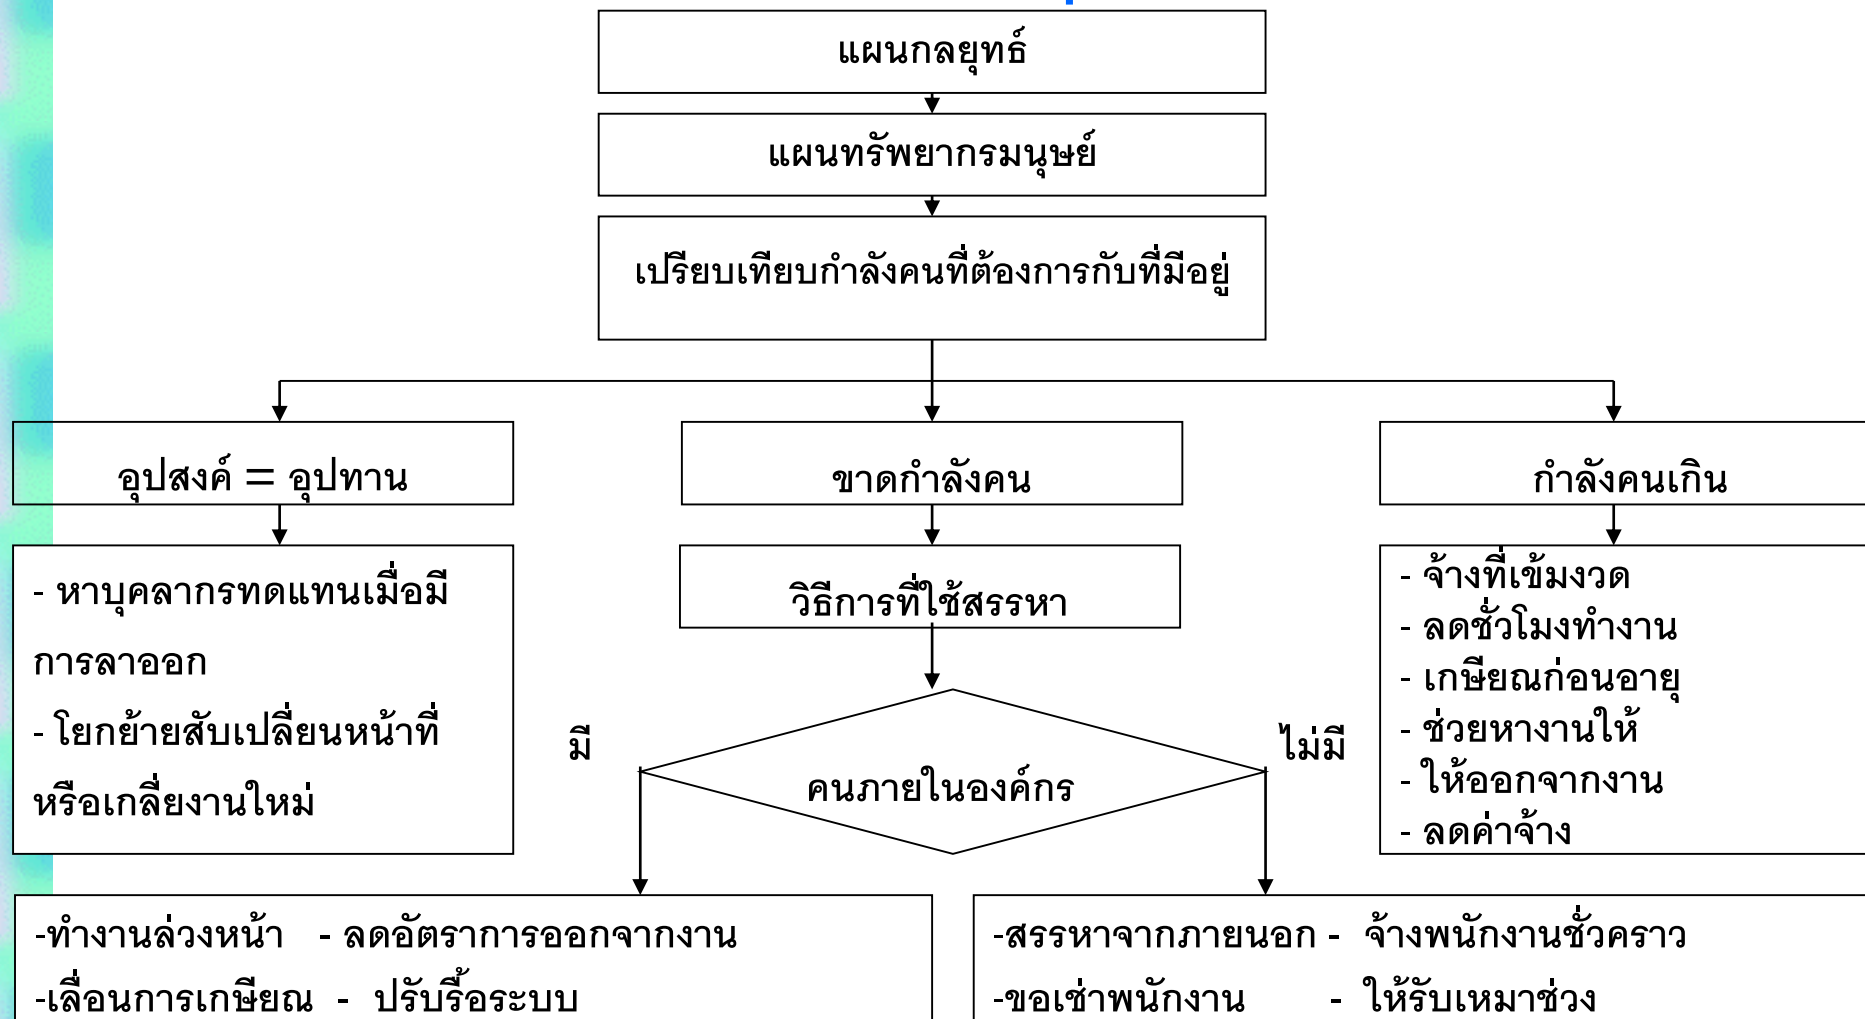 แผนกลยุทธ์
แผนทรัพยากรมนุษย์
เปรียบเทียบกำลังคนที่ต้องการกับที่มีอยู่
อุปสงค์ = อุปทาน
ขาดกำลังคน
กำลังคนเกิน
- หาบุคลากรทดแทนเมื่อมี
การลาออก
- โยกย้ายสับเปลี่ยนหน้าที่
หรือเกลี่ยงานใหม่
วิธีการที่ใช้สรรหา
- จ้างที่เข้มงวด
- ลดชั่วโมงทำงาน
- เกษียณก่อนอายุ
- ช่วยหางานให้
- ให้ออกจากงาน
- ลดค่าจ้าง
มี
คนภายในองค์กร
ไม่มี
-ทำงานล่วงหน้า - ลดอัตราการออกจากงาน
-เลื่อนการเกษียณ - ปรับรื้อระบบ
-สรรหาจากภายนอก - จ้างพนักงานชั่วคราว
-ขอเช่าพนักงาน - ให้รับเหมาช่วง